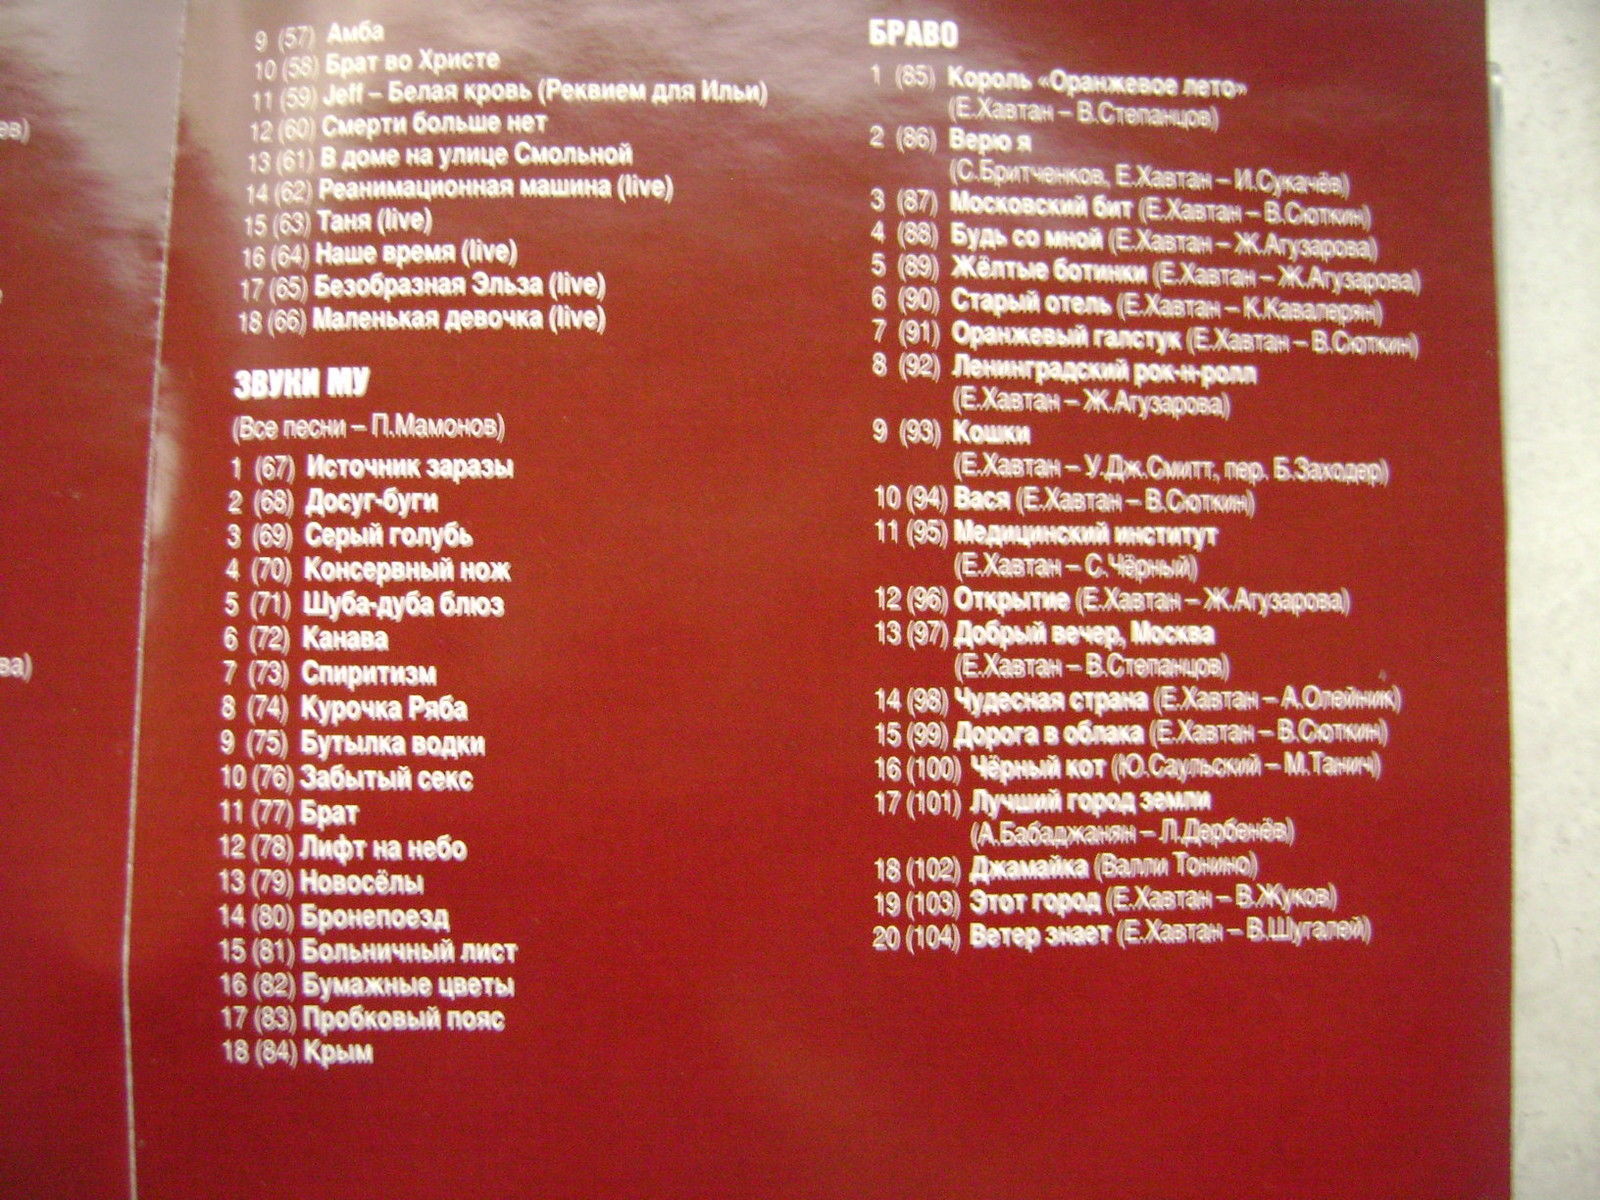 ев)
ва)
9 (57) Амба
10 (58) Брат во Христе
11 (59) Jeff – Белая кровь (Реквием для Ильи)
12 (60) Смерти больше нет
13 (61) В доме на улице Смольной
14 (62) Реанимационная машина (live)
15 (63) Таня (live)
16 (64) Наше время (live)
17 (65) Безобразная Эльза (live)
18 (66) Маленькая девочка (live)
ЗВУКИ МУ
(Все песни – П.Мамонов)
1 (67) Источник заразы
2 (68) Досуг-буги
3 (69) Серый голубь
4 (70) Консервный нож
5 (71) Шуба-дуба блюз
6 (72) Канава
7 (73) Спиритизм
8 (74) Курочка Ряба
9 (75) Бутылка водки
10 (76) Забытый секс
11 (77) Брат
12 (78) Лифт на небо
13 (79) Новосёлы
14 (80) Бронепоезд
15 (81) Больничный лист
16 (82) Бумажные цветы
17 (83) Пробковый пояс
18 (84) Крым
БРАВО
1 (85) Король «Оранжевое лето»
(Е.Хавтан – В.Степанцов)
2 (86) Верю я
(С.Бритченков, Е.Хавтан – И.Сукачёв)
3 (87) Московский бит (Е.Хавтан – В.Сюткин)
4 (88) Будь со мной (Е.Хавтан – Ж.Агузарова)
5 (89) Жёлтые ботинки (Е.Хавтан – Ж.Агузарова)
6 (90) Старый отель (Е.Хавтан – К.Кавалерян)
7 (91) Оранжевый галстук (Е.Хавтан – В.Сюткин)
8 (92) Ленинградский рок-н-ролл
(Е.Хавтан – Ж.Агузарова)
9 (93) Кошки
(Е.Хавтан – У.Дж.Смитт, пер. Б.Заходер)
10 (94) Вася (Е.Хавтан – В.Сюткин)
11 (95) Медицинский институт
(Е.Хавтан – С.Чёрный)
12 (96) Открытие (Е.Хавтан – Ж.Агузарова)
13 (97) Добрый вечер, Москва
(Е.Хавтан – В.Степанцов)
14 (98) Чудесная страна (Е.Хавтан – А.Олейник)
15 (99) Дорога в облака (Е.Хавтан – В.Сюткин)
16 (100) Чёрный кот (Ю.Саульский – М.Танич)
17 (101) Лучший город земли
(А.Бабаджанян – Л.Дербенёв)
18 (102) Джамайка (Валли Тонино)
19 (103) Этот город (Е.Хавтан – В.Жуков)
20 (104) Ветер знает (Е.Хавтан – В.Шугалей)